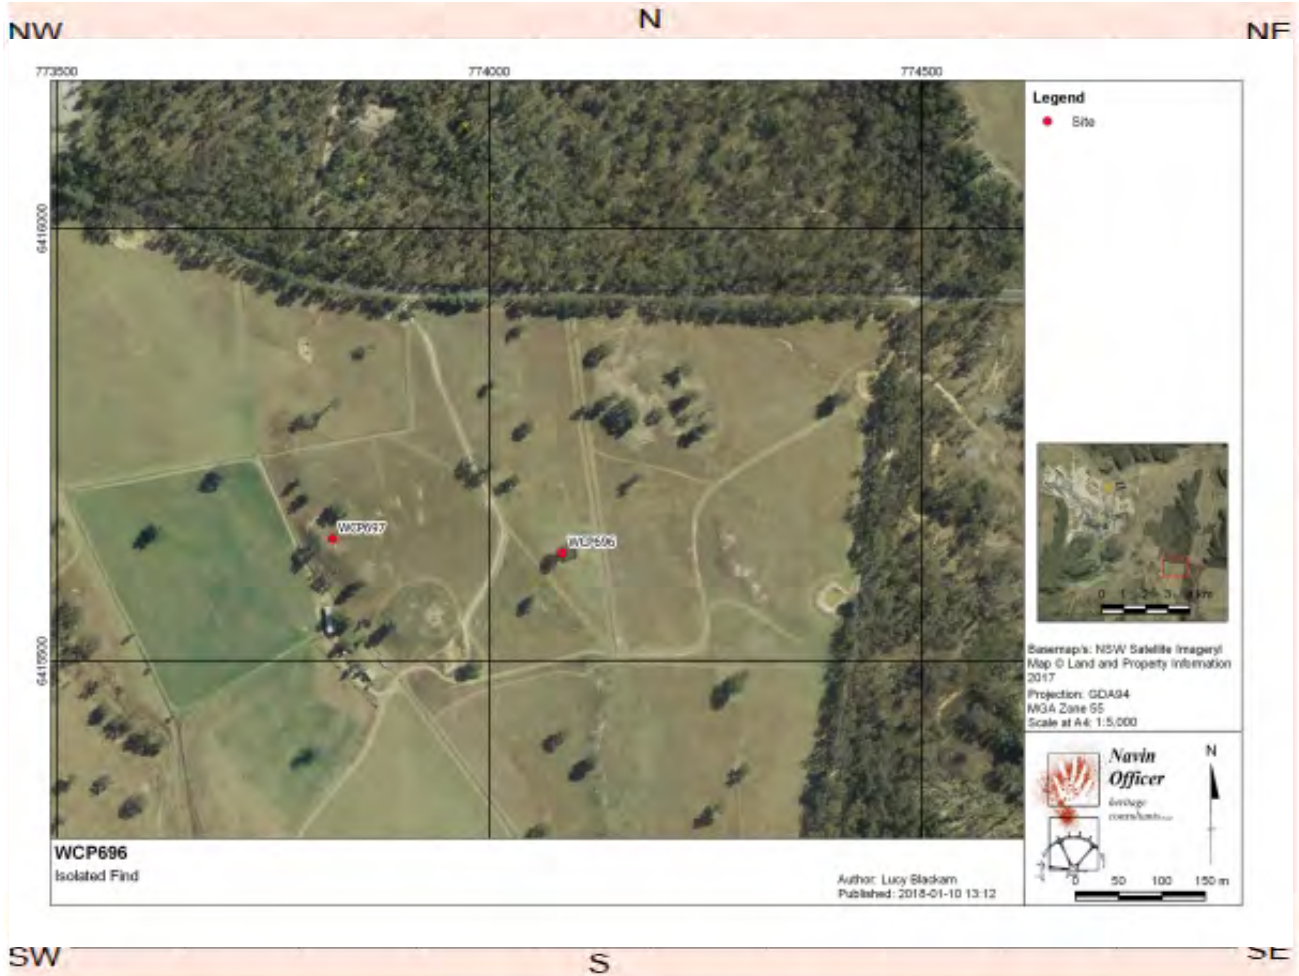 NW N NE
773500 774000 774500
Legend
Site
6416000
WCP697
WCP696
0 1 2 3 4 km
6415500
Basemap/s: NSW Satellite Imagery|
Map © Land and Property Information
2017
Projection: GDA94
MGA Zone 55
Scale at A4: 1:5,000
Navin
Officer
heritage
consultants
N
0 50 100 150 m
WCP696
Isolated Find
Author: Lucy Blackam
Published: 2018-01-10 13:12
SW S SE